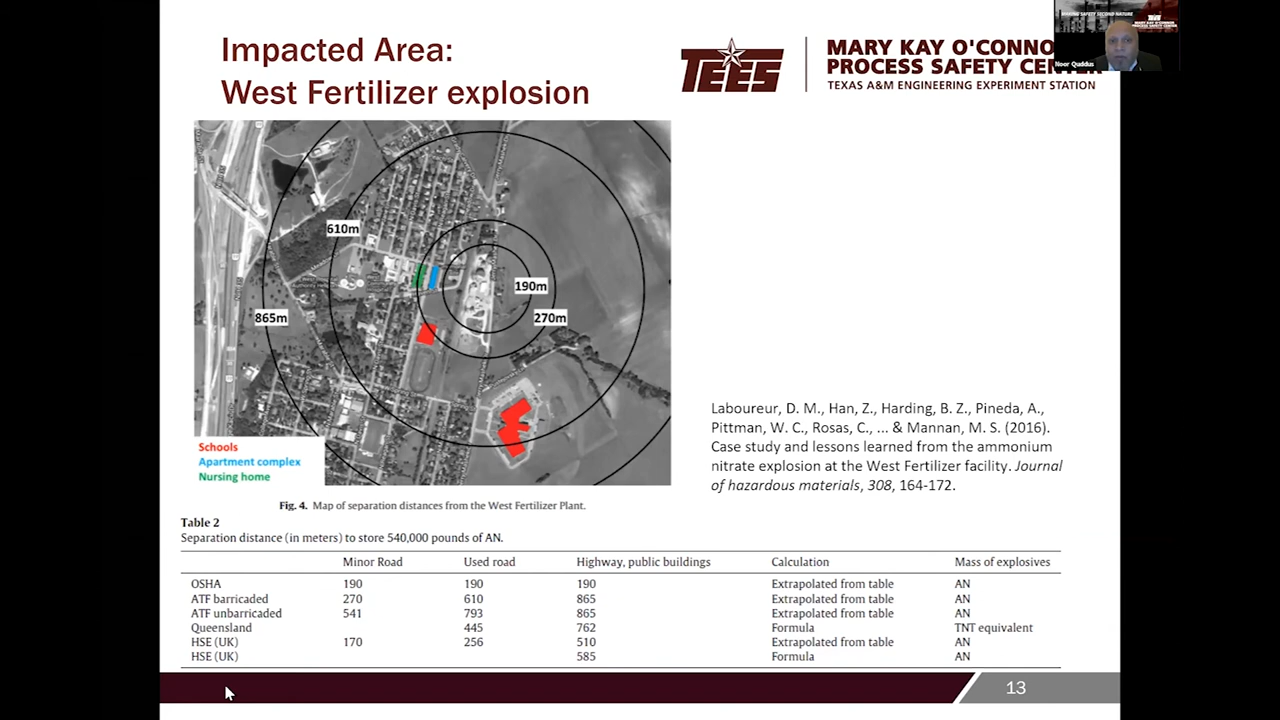 Impacted Area:
West Fertilizer explosion
TEES
MARY KAY O'CONNO
PROCESS SAFETY CENTER
TEXAS A&M ENGINEERING EXPERIMENT STATION
MAKING SAFETY SECOND NATURE
Noor Quddus
610m
190m
865m
270m
Schools
Apartment complex
Nursing home
Fig. 4. Map of separation distances from the West Fertilizer Plant.
Laboureur, D. M., Han, Z., Harding, B. Z., Pineda, A.,
Pittman, W. C., Rosas, C., ... & Mannan, M. S. (2016).
Case study and lessons learned from the ammonium
nitrate explosion at the West Fertilizer facility. Journal
of hazardous materials, 308, 164-172.
Table 2
Separation distance (in meters) to store 540,000 pounds of AN.
Minor Road Used road Highway, public buildings Calculation Mass of explosives
OSHA 190 190 190 Extrapolated from table AN
ATF barricaded 270 610 865 Extrapolated from table AN
ATF unbarricaded 541 793 865 Extrapolated from table AN
Queensland 445 762 Formula TNT equivalent
HSE (UK) 170 256 510 Extrapolated from table AN
HSE (UK) 585 Formula AN
13